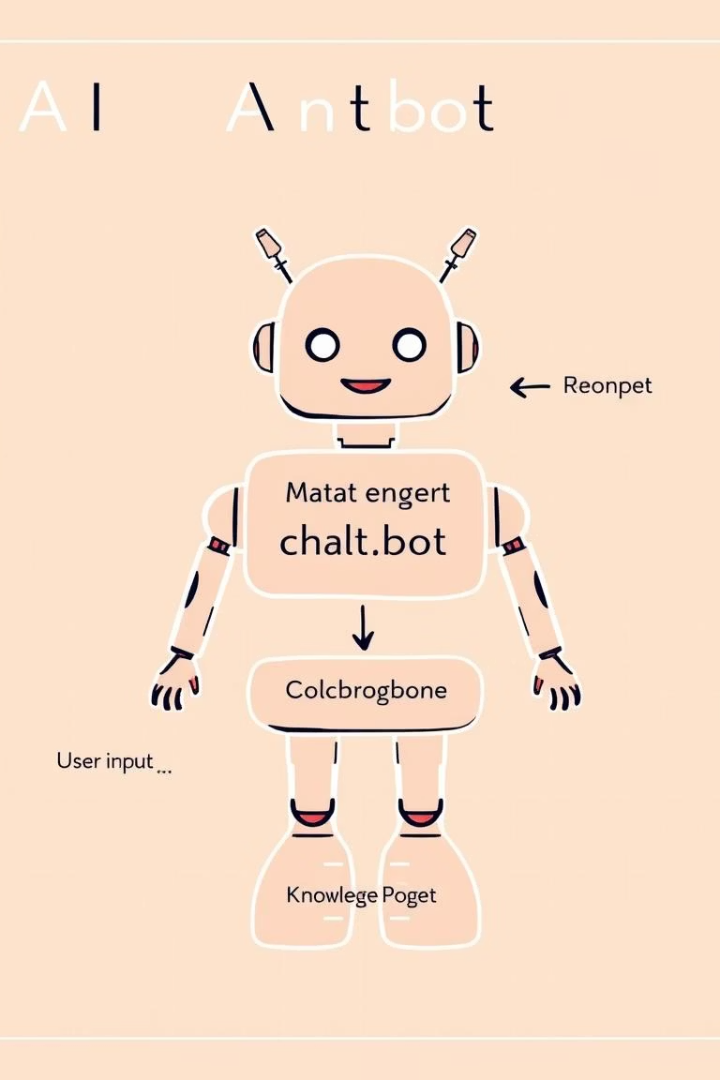 AI Antbot
Reonpet
Matat engert
chalt.bot
Colcbrogbone
User input...
Knowlege Poget